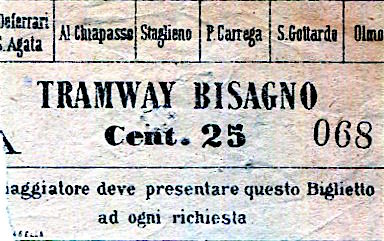 Deferrari Al Chiapasso Staglieno P. Carrega S. Gottardo Olmo
S. Agata
TRAMWAY BISAGNO
Cent. 25 068
aggiatore deve presentare questo Biglietto
ad ogni richiesta